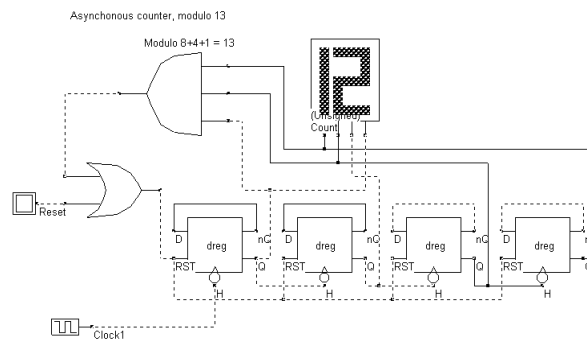 Asynchonous counter, modulo 13
Modulo 8+4+1 = 13
12
(Unsigned)
Count
Reset
D nQ D nQ D nQ D
dreg dreg dreg dreg
RST Q RST Q RST Q RST
H H H H
Clock1